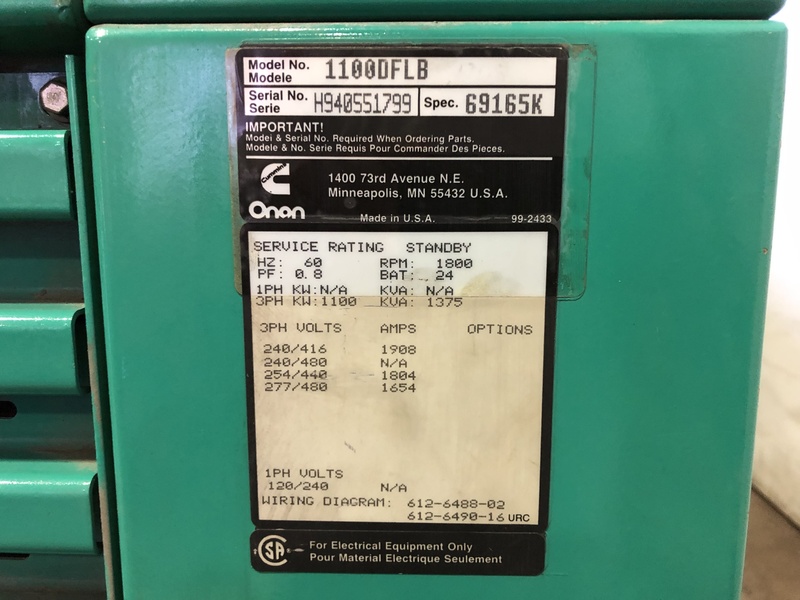 Model No. 1100DFLB
Modele
Serial No. H940551799 Spec. 69165K
Serie
IMPORTANT!
Model & Serial No. Required When Ordering Parts.
Modele & No. Serie Requis Pour Commander Des Pieces.
Cummins
1400 73rd Avenue N.E.
Minneapolis, MN 55432 U.S.A.
Onan
Made in U.S.A. 99-2433
SERVICE RATING STANDBY
HZ: 60 RPM: 1800
PF: 0.8 BAT: 24
1PH KW:N/A KVA: N/A
3PH KW:1100 KVA: 1375
3PH VOLTS AMPS OPTIONS
240/416 1908
240/480 N/A
254/440 1804
277/480 1654
1PH VOLTS
120/240 N/A
WIRING DIAGRAM: 612-6488-02
612-6490-16 URC
SA For Electrical Equipment Only
Pour Material Electrique Seulement